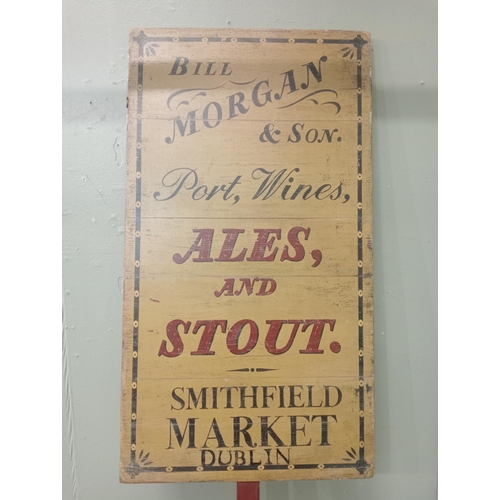 BILL
MORGAN
& SON.
Port, Wines,
ALES,
AND
STOUT.
SMITHFIELD
MARKET
DUBLIN